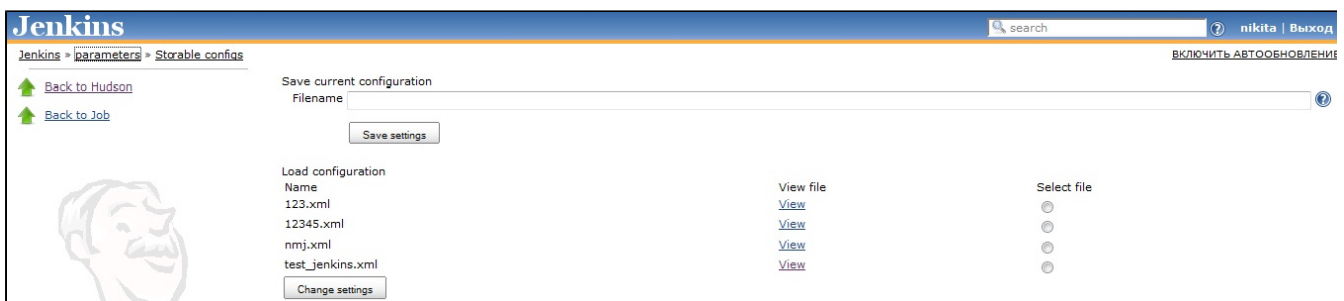 Jenkins
search
nikita | Выход
Jenkins » parameters » Storable configs
ВКЛЮЧИТЬ АВТООБНОВЛЕНИЕ
Back to Hudson
Back to Job
Save current configuration
Filename
Save settings
Load configuration
Name View file Select file
123.xml View
12345.xml View
nmj.xml View
test_jenkins.xml View
Change settings